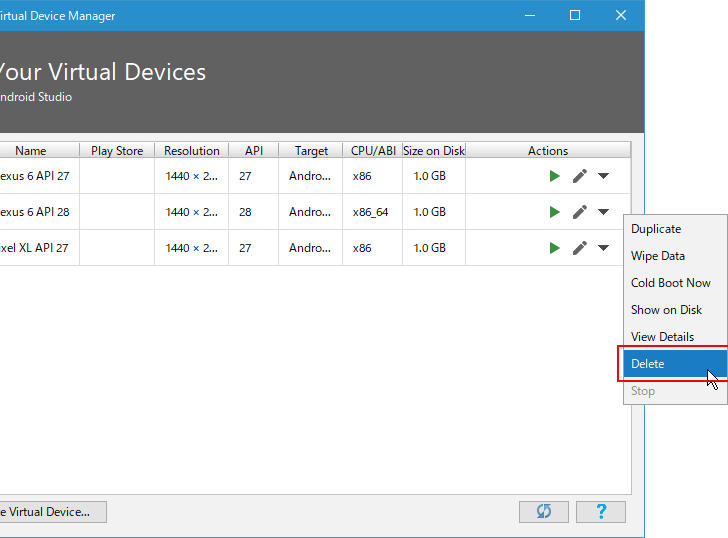 irtual Device Manager
Your Virtual Devices
ndroid Studio
Name Play Store Resolution API Target CPU/ABI Size on Disk Actions
exus 6 API 27 1440 × 2... 27 Andro... x86 1.0 GB
exus 6 API 28 1440 × 2... 28 Andro... x86_64 1.0 GB
ixel XL API 27 1440 × 2... 27 Andro... x86 1.0 GB
Duplicate
Wipe Data
Cold Boot Now
Show on Disk
View Details
Delete
Stop
e Virtual Device...
?